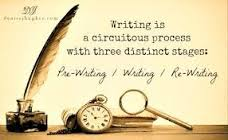 Writing is
a circuitous process
with three distinct stages:
Pre-Writing / Writing / Re-Writing